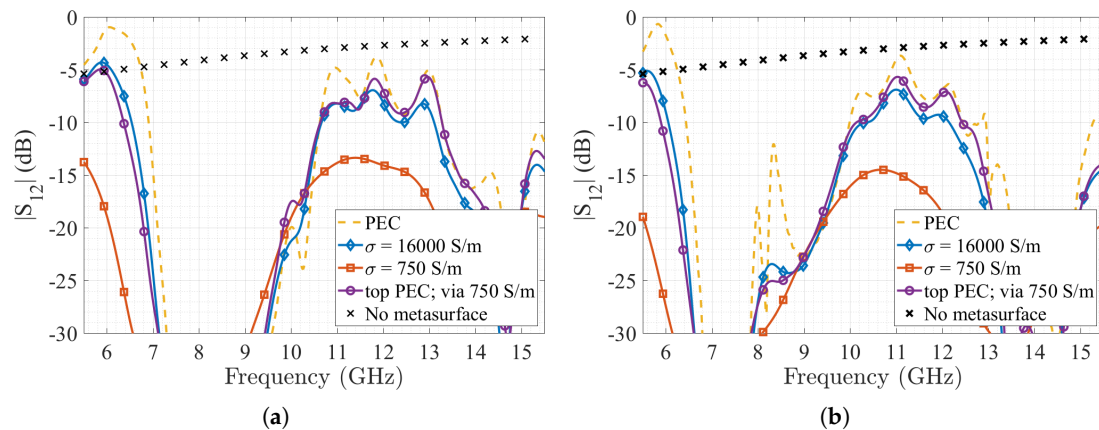 0
-5
-10
-15
-20
-25
-30
|S12| (dB)
PEC
σ = 16000 S/m
σ = 750 S/m
top PEC; via 750 S/m
No metasurface
6 7 8 9 10 11 12 13 14 15
Frequency (GHz)
(a)
0
-5
-10
-15
-20
-25
-30
|S12| (dB)
PEC
σ = 16000 S/m
σ = 750 S/m
top PEC; via 750 S/m
No metasurface
6 7 8 9 10 11 12 13 14 15
Frequency (GHz)
(b)